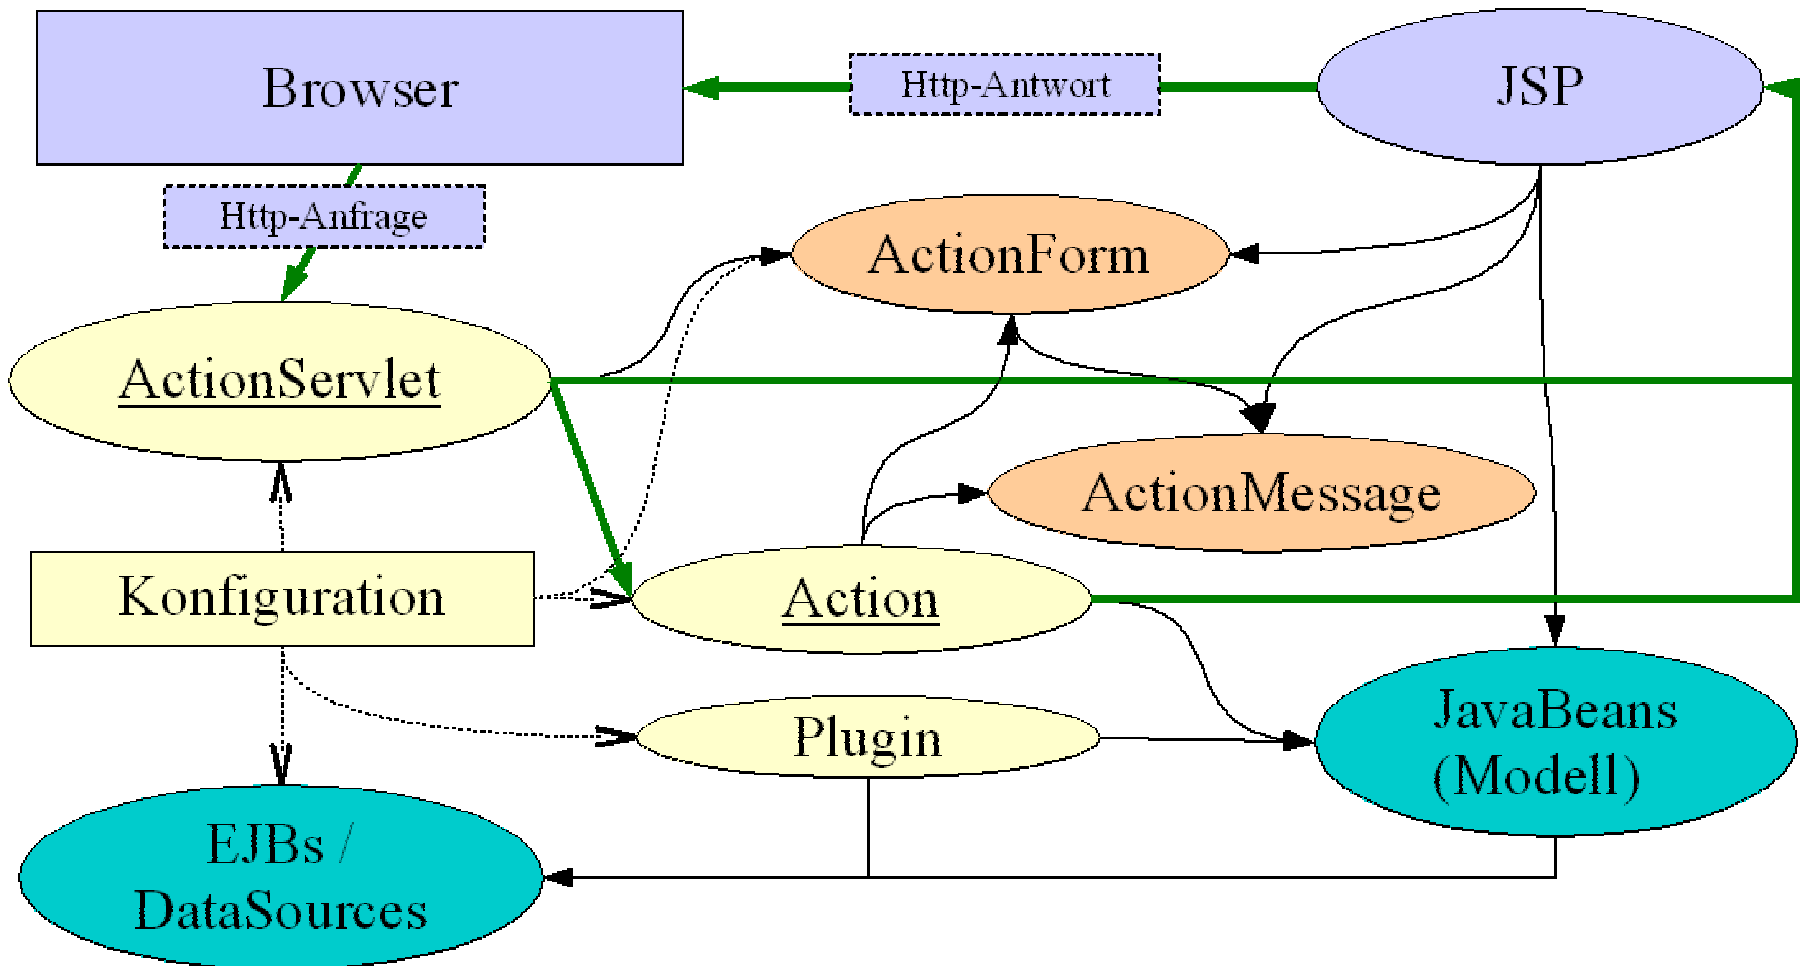 Browser
Http-Antwort
JSP
Http-Anfrage
ActionForm
ActionServlet
ActionMessage
Konfiguration
Action
Plugin
JavaBeans
(Modell)
EJBs /
DataSources